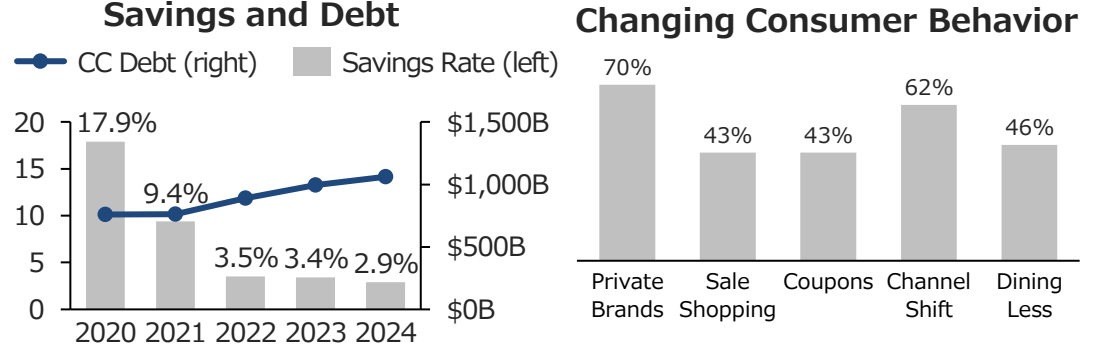 Savings and Debt
CC Debt (right)
Savings Rate (left)
20
15
10
5
0
17.9%
9.4%
3.5%
3.4%
2.9%
$1,500B
$1,000B
$500B
$0B
2020
2021
2022
2023
2024
Changing Consumer Behavior
70%
43%
43%
62%
46%
Private
Brands
Sale
Shopping
Coupons
Channel
Shift
Dining
Less